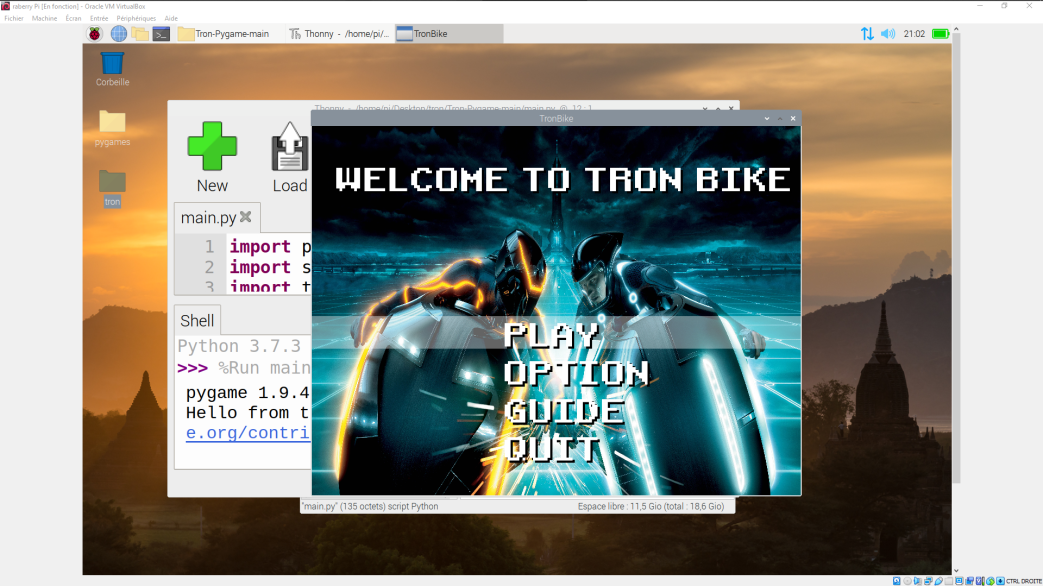 raberry Pi [En fonction] - Oracle VM VirtualBox
Fichier Machine Écran Entrée Périphériques Aide
Tron-Pygame-main
Thonny - /home/pi/...
TronBike
21:02
Corbeille
pygames
tron
Thonny - /home/pi/Desktop/tron/Tron-Pygame-main/main.py @ 12 : 1
New
Load
main.py
1 import p
2 import s
3 import t
Shell
Python 3.7.3
>>> %Run main
pygame 1.9.4
Hello from t
e.org/contri
TronBike
WELCOME TO TRON BIKE
PLAY
OPTION
GUIDE
QUIT
"main.py" (135 octets) script Python
Espace libre : 11,5 Gio (total : 18,6 Gio)
CTRL DROITE